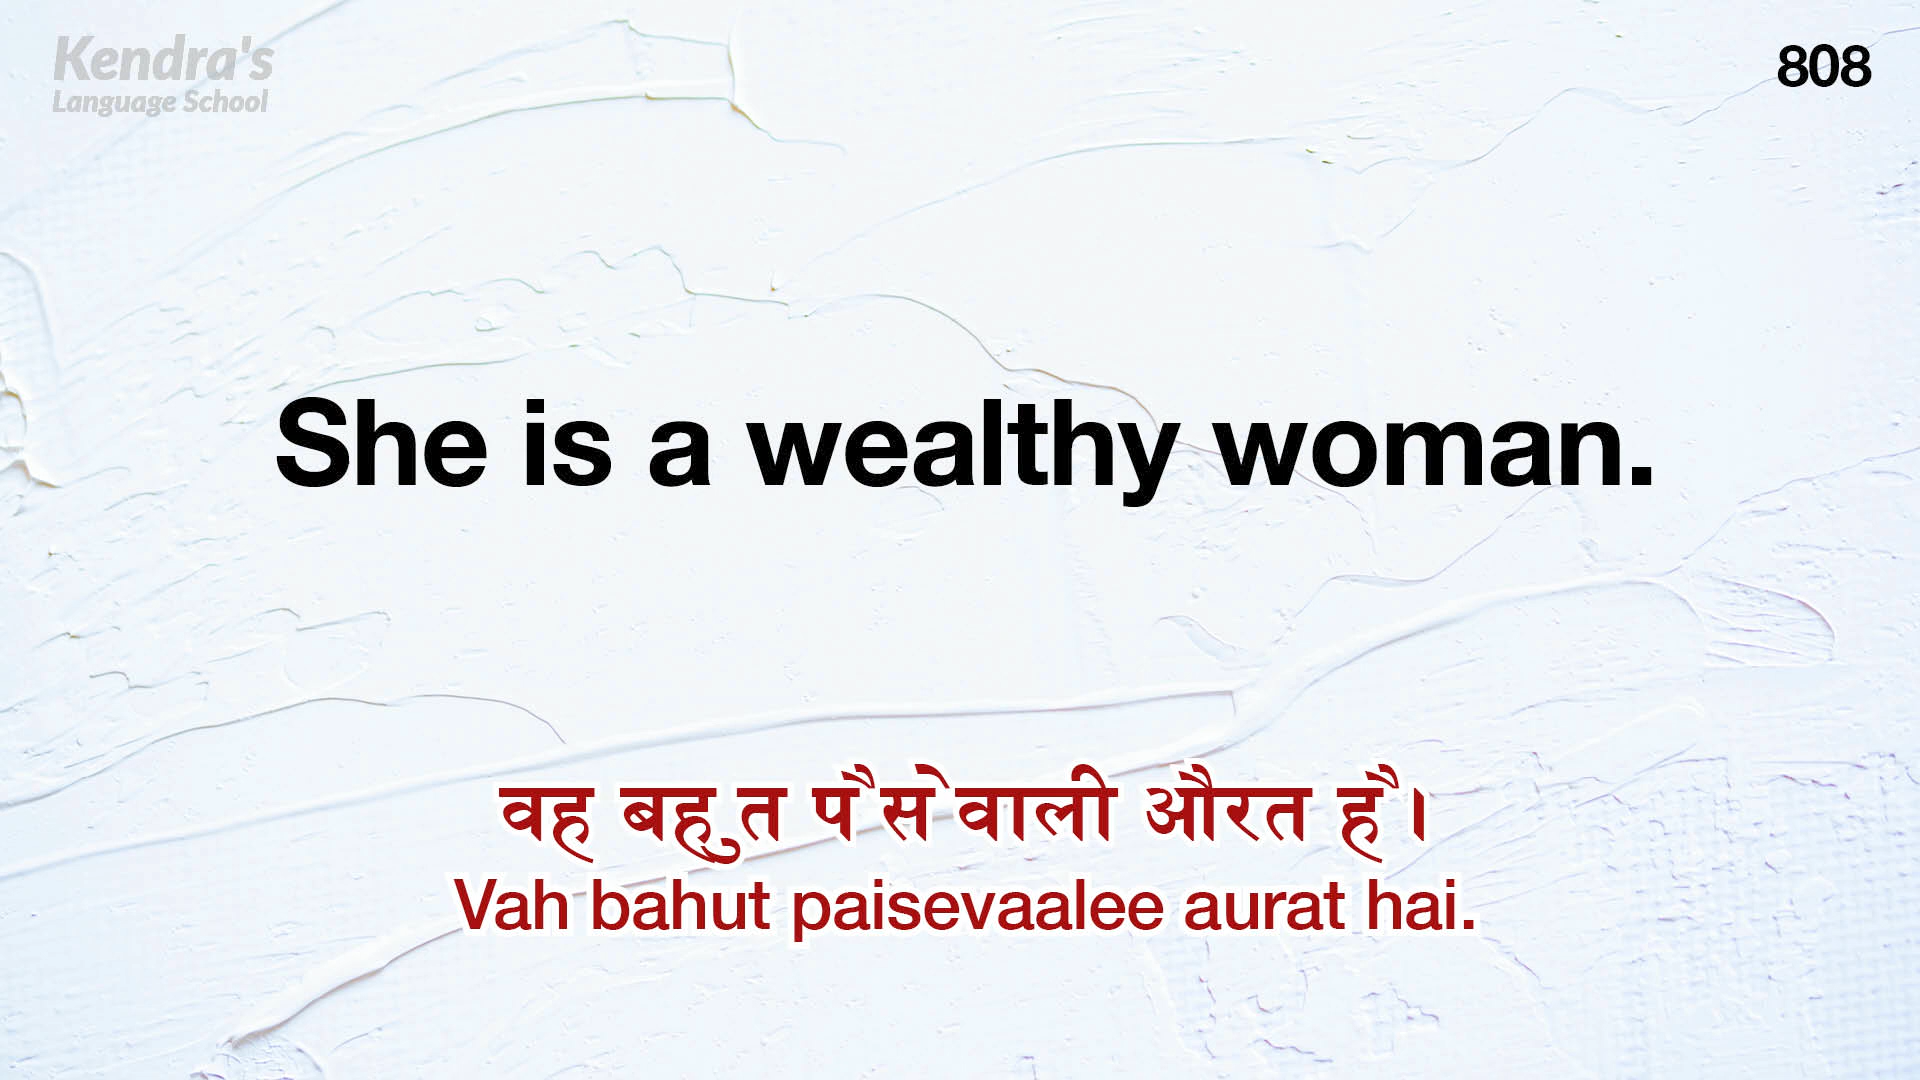 Kendra's
Language School
808
She is a wealthy woman.
वह बहुत पैसेवाली औरत है।
Vah bahut paisevaalee aurat hai.